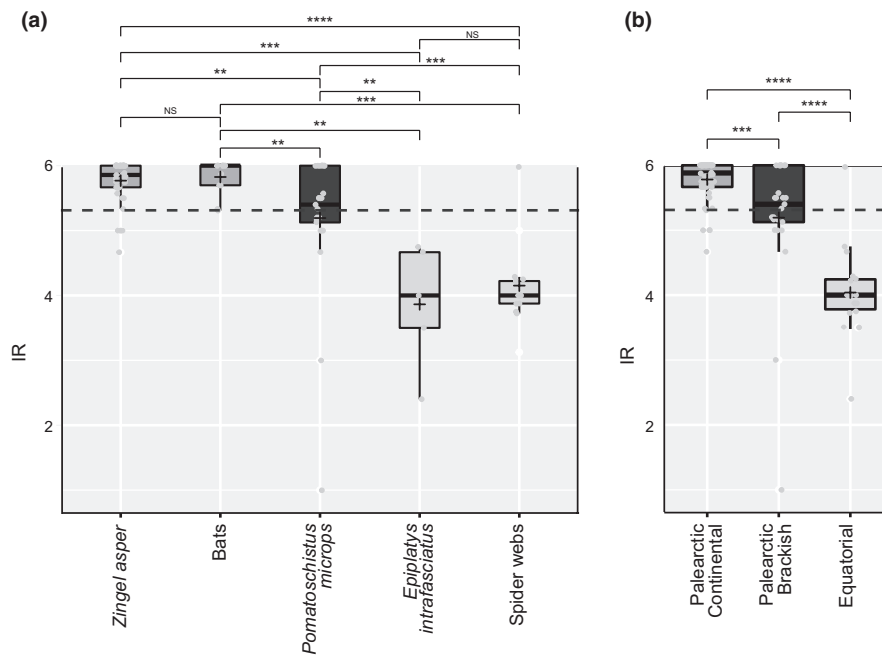 (a)
(b)
****
NS
***
***
**
**
***
NS
**
**
****
****
***
6
4
2
IR
6
4
2
IR
Zingel asper
Bats
Pomatoschistus
microps
Epiplatys
intrafasciatus
Spider webs
Palearctic
Continental
Palearctic
Brackish
Equatorial